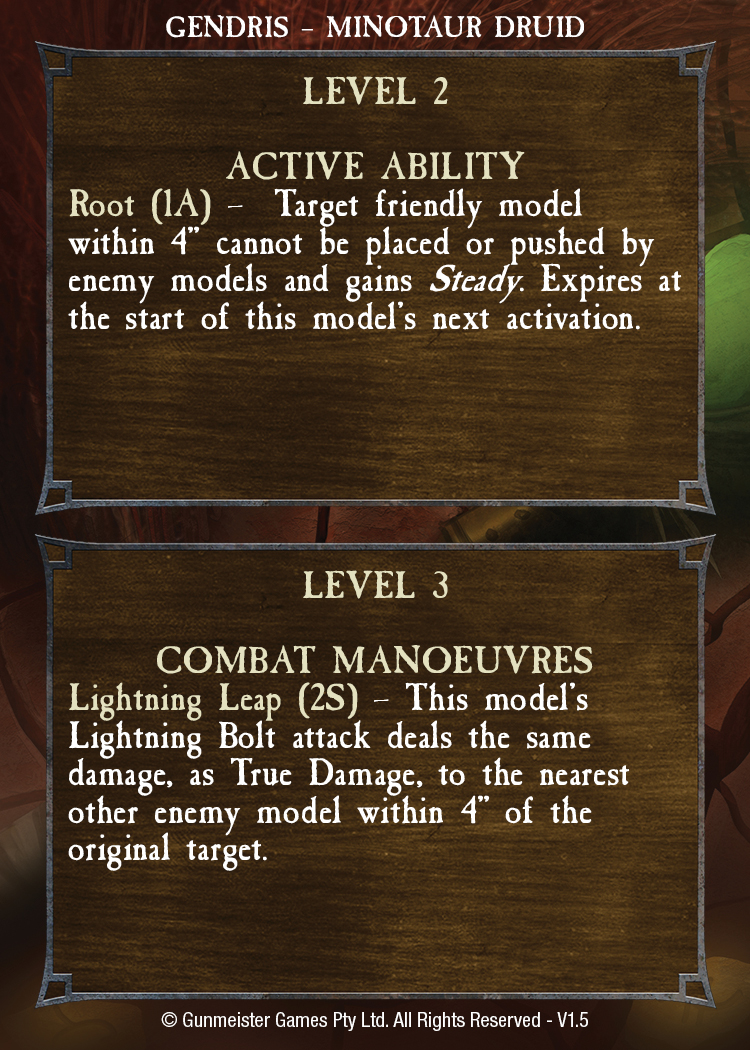 GENDRIS – MINOTAUR DRUID
LEVEL 2
ACTIVE ABILITY
Root (1A) – Target friendly model
within 4" cannot be placed or pushed by
enemy models and gains Steady. Expires at
the start of this model's next activation.
LEVEL 3
COMBAT MANOEUVRES
Lightning Leap (2S) – This model's
Lightning Bolt attack deals the same
damage, as True Damage, to the nearest
other enemy model within 4" of the
original target.
© Gunmeister Games Pty Ltd. All Rights Reserved - V1.5